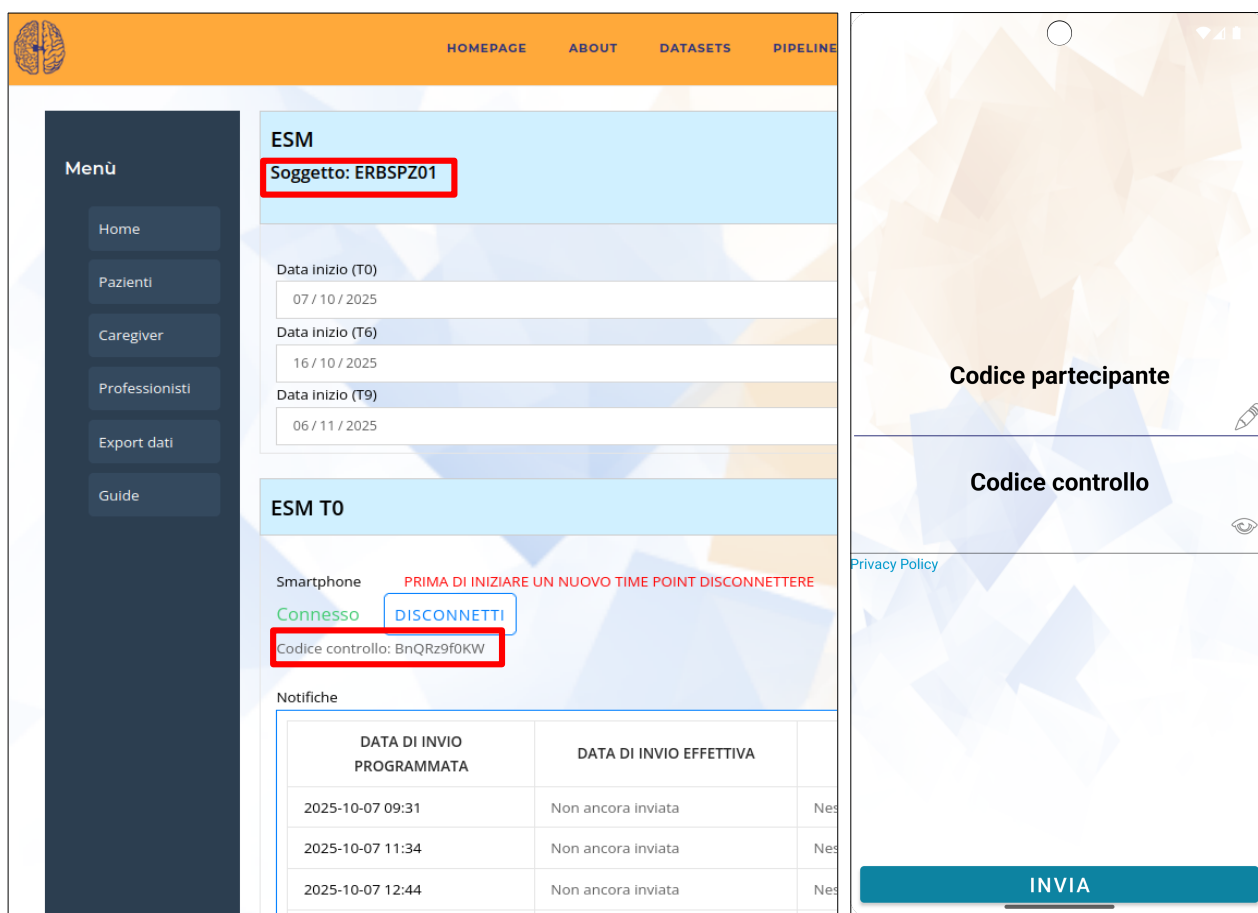 HOMEPAGE ABOUT DATASETS PIPELINE
Menù
Home
Pazienti
Caregiver
Professionisti
Export dati
Guide
ESM
Soggetto: ERBSPZ01
Data inizio (T0)
07 / 10 / 2025
Data inizio (T6)
16 / 10 / 2025
Data inizio (T9)
06 / 11 / 2025
ESM T0
Smartphone PRIMA DI INIZIARE UN NUOVO TIME POINT DISCONNETTERE
Connesso DISCONNETTI
Codice controllo: BnQRz9f0KW
Notifiche
DATA DI INVIO
PROGRAMMATA
DATA DI INVIO EFFETTIVA
2025-10-07 09:31 Non ancora inviata Nes
2025-10-07 11:34 Non ancora inviata Nes
2025-10-07 12:44 Non ancora inviata Nes
Codice partecipante
Codice controllo
Privacy Policy
INVIA